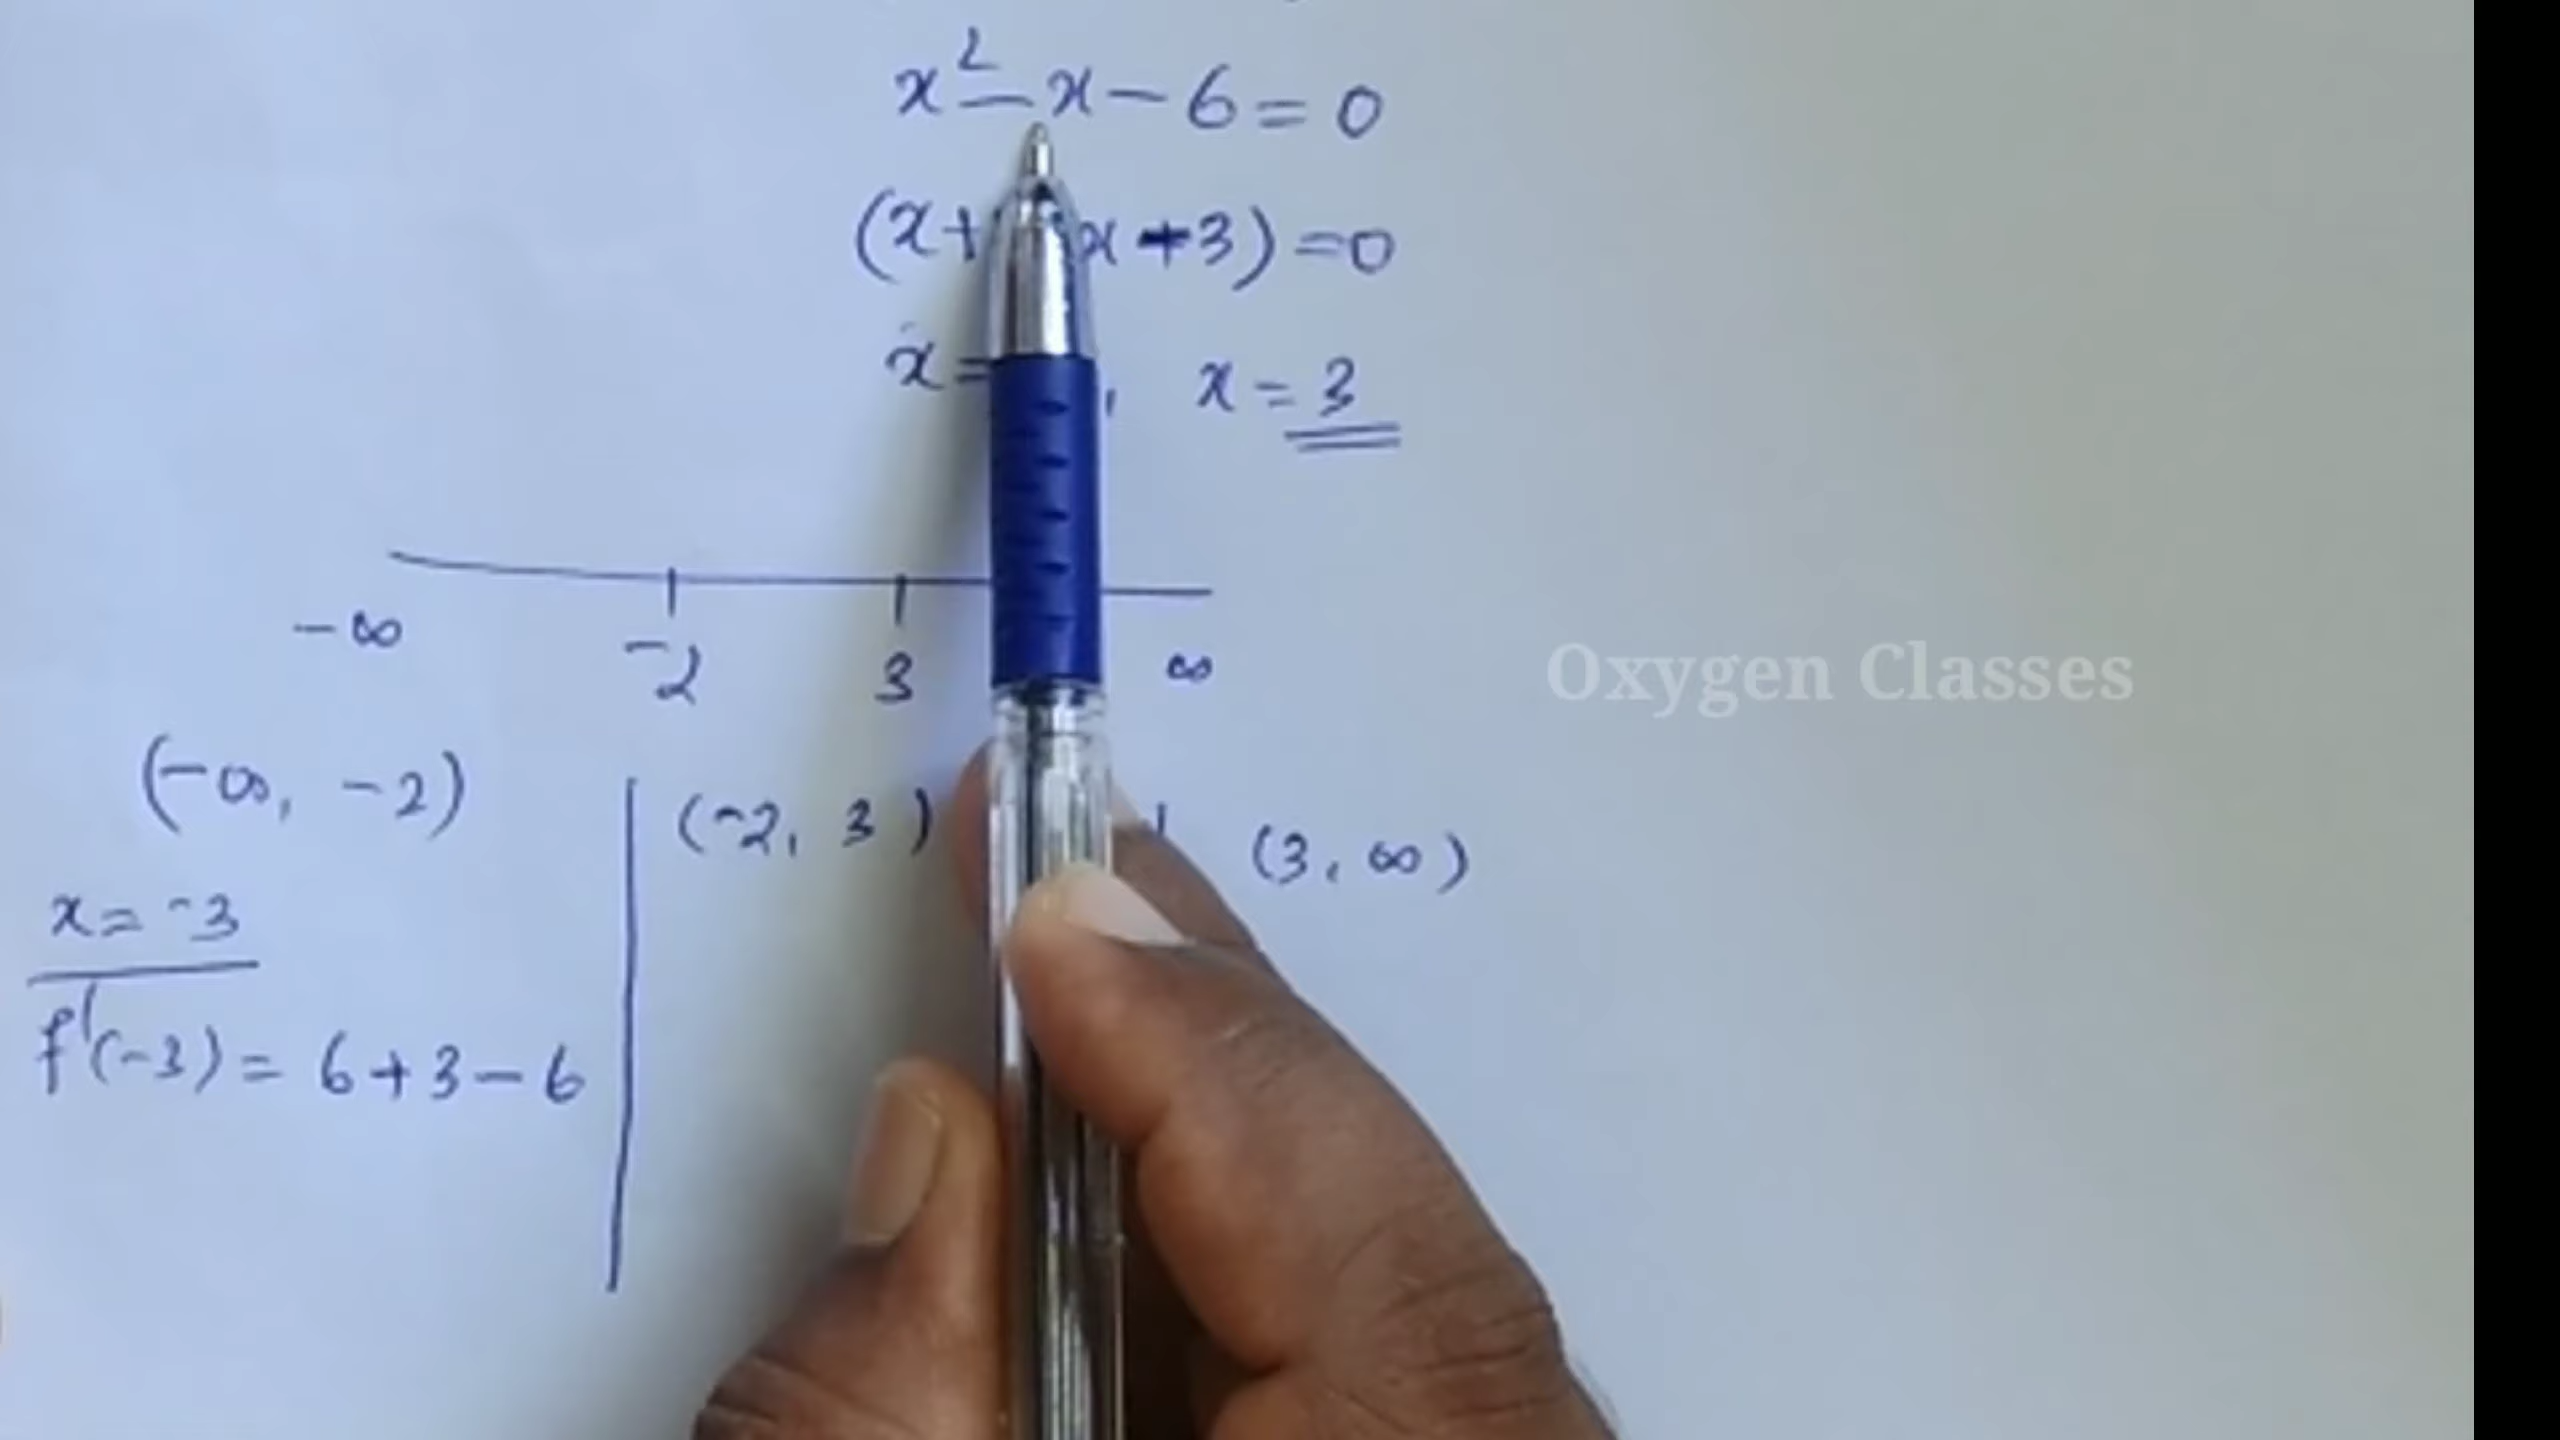 x² - x - 6 = 0
(x+ x - 3) = 0
x = , x = 3
-∞ -2 3 ∞
(-∞, -2) (-2, 3) (3, ∞)
x = -3
f'(-3) = 6+3-6
Oxygen Classes